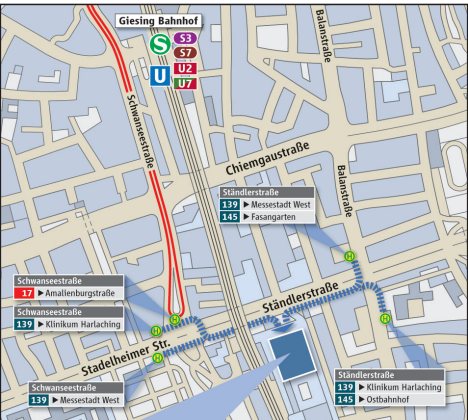 Giesing Bahnhof
S S3
S7
U U2
U7
Balanstraße
Schwanseestraße
Chiemgaustraße
Ständlerstraße
139 ▶ Messestadt West
145 ▶ Fasangarten
Balanstraße
Schwanseestraße
17 ▶ Amalienburgstraße
Schwanseestraße
139 ▶ Klinikum Harlaching
Ständlerstraße
H
H
H
H
H
Stadelheimer Str.
Schwanseestraße
139 ▶ Messestadt West
Ständlerstraße
139 ▶ Klinikum Harlaching
145 ▶ Ostbahnhof